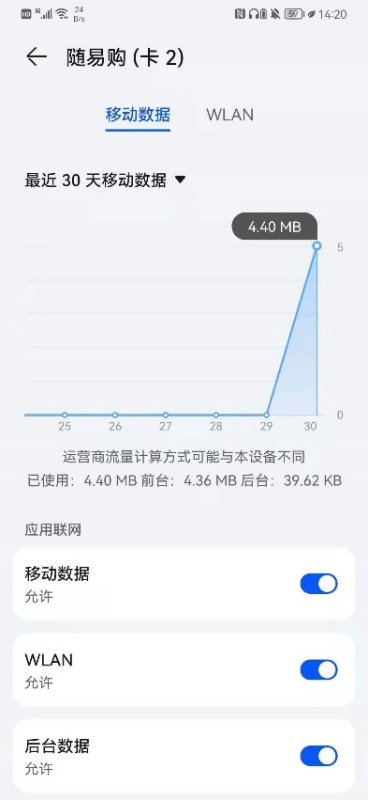 HD 24 B/s 59 14:20
随易购 (卡 2)
移动数据 WLAN
最近 30 天移动数据
4.40 MB
5
0
25 26 27 28 29 30
运营商流量计算方式可能与本设备不同
已使用：4.40 MB 前台：4.36 MB 后台：39.62 KB
应用联网
移动数据
允许
WLAN
允许
后台数据
允许